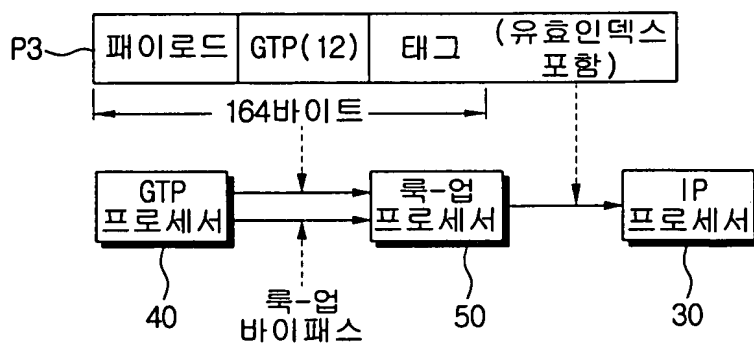 P3
패이로드
GTP(12)
태그
(유효인덱스
포함)
164바이트
GTP
프로세서
룩-업
프로세서
IP
프로세서
40
룩-업
바이패스
50
30